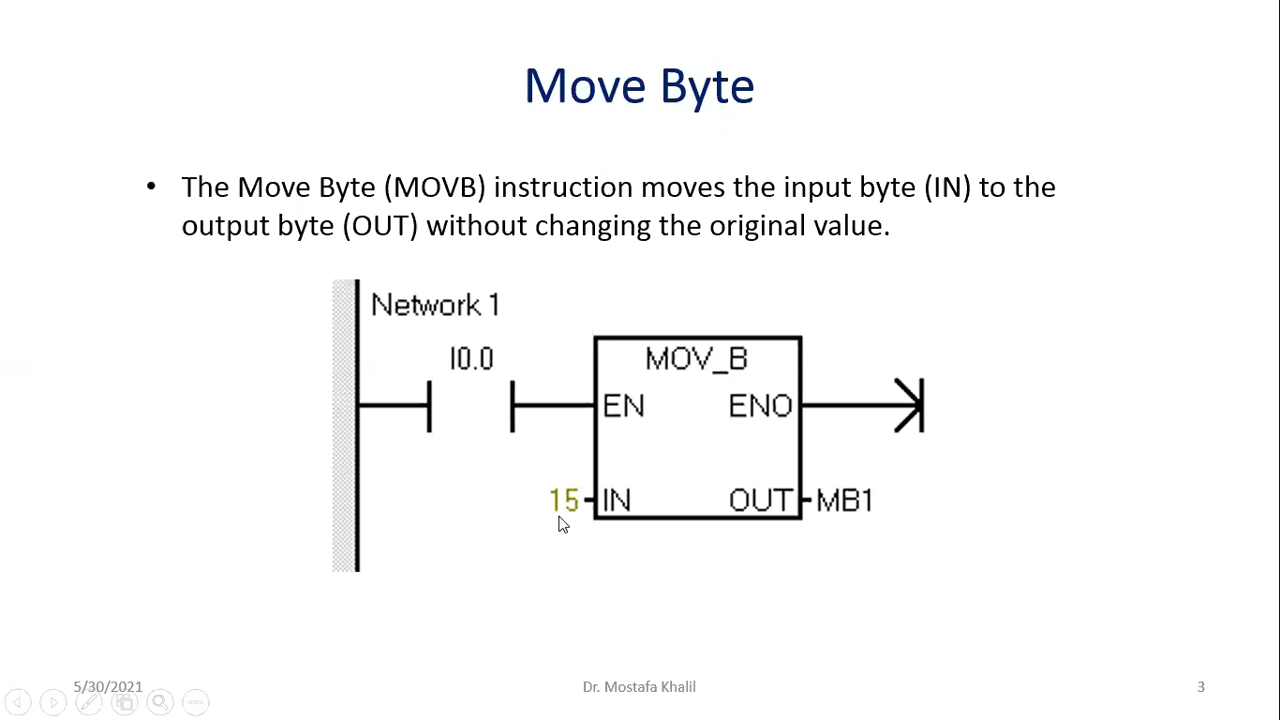 Move Byte
• The Move Byte (MOVB) instruction moves the input byte (IN) to the
output byte (OUT) without changing the original value.
Network 1
I0.0
MOV_B
EN ENO
15 IN OUT MB1
5/30/2021 Dr. Mostafa Khalil 3